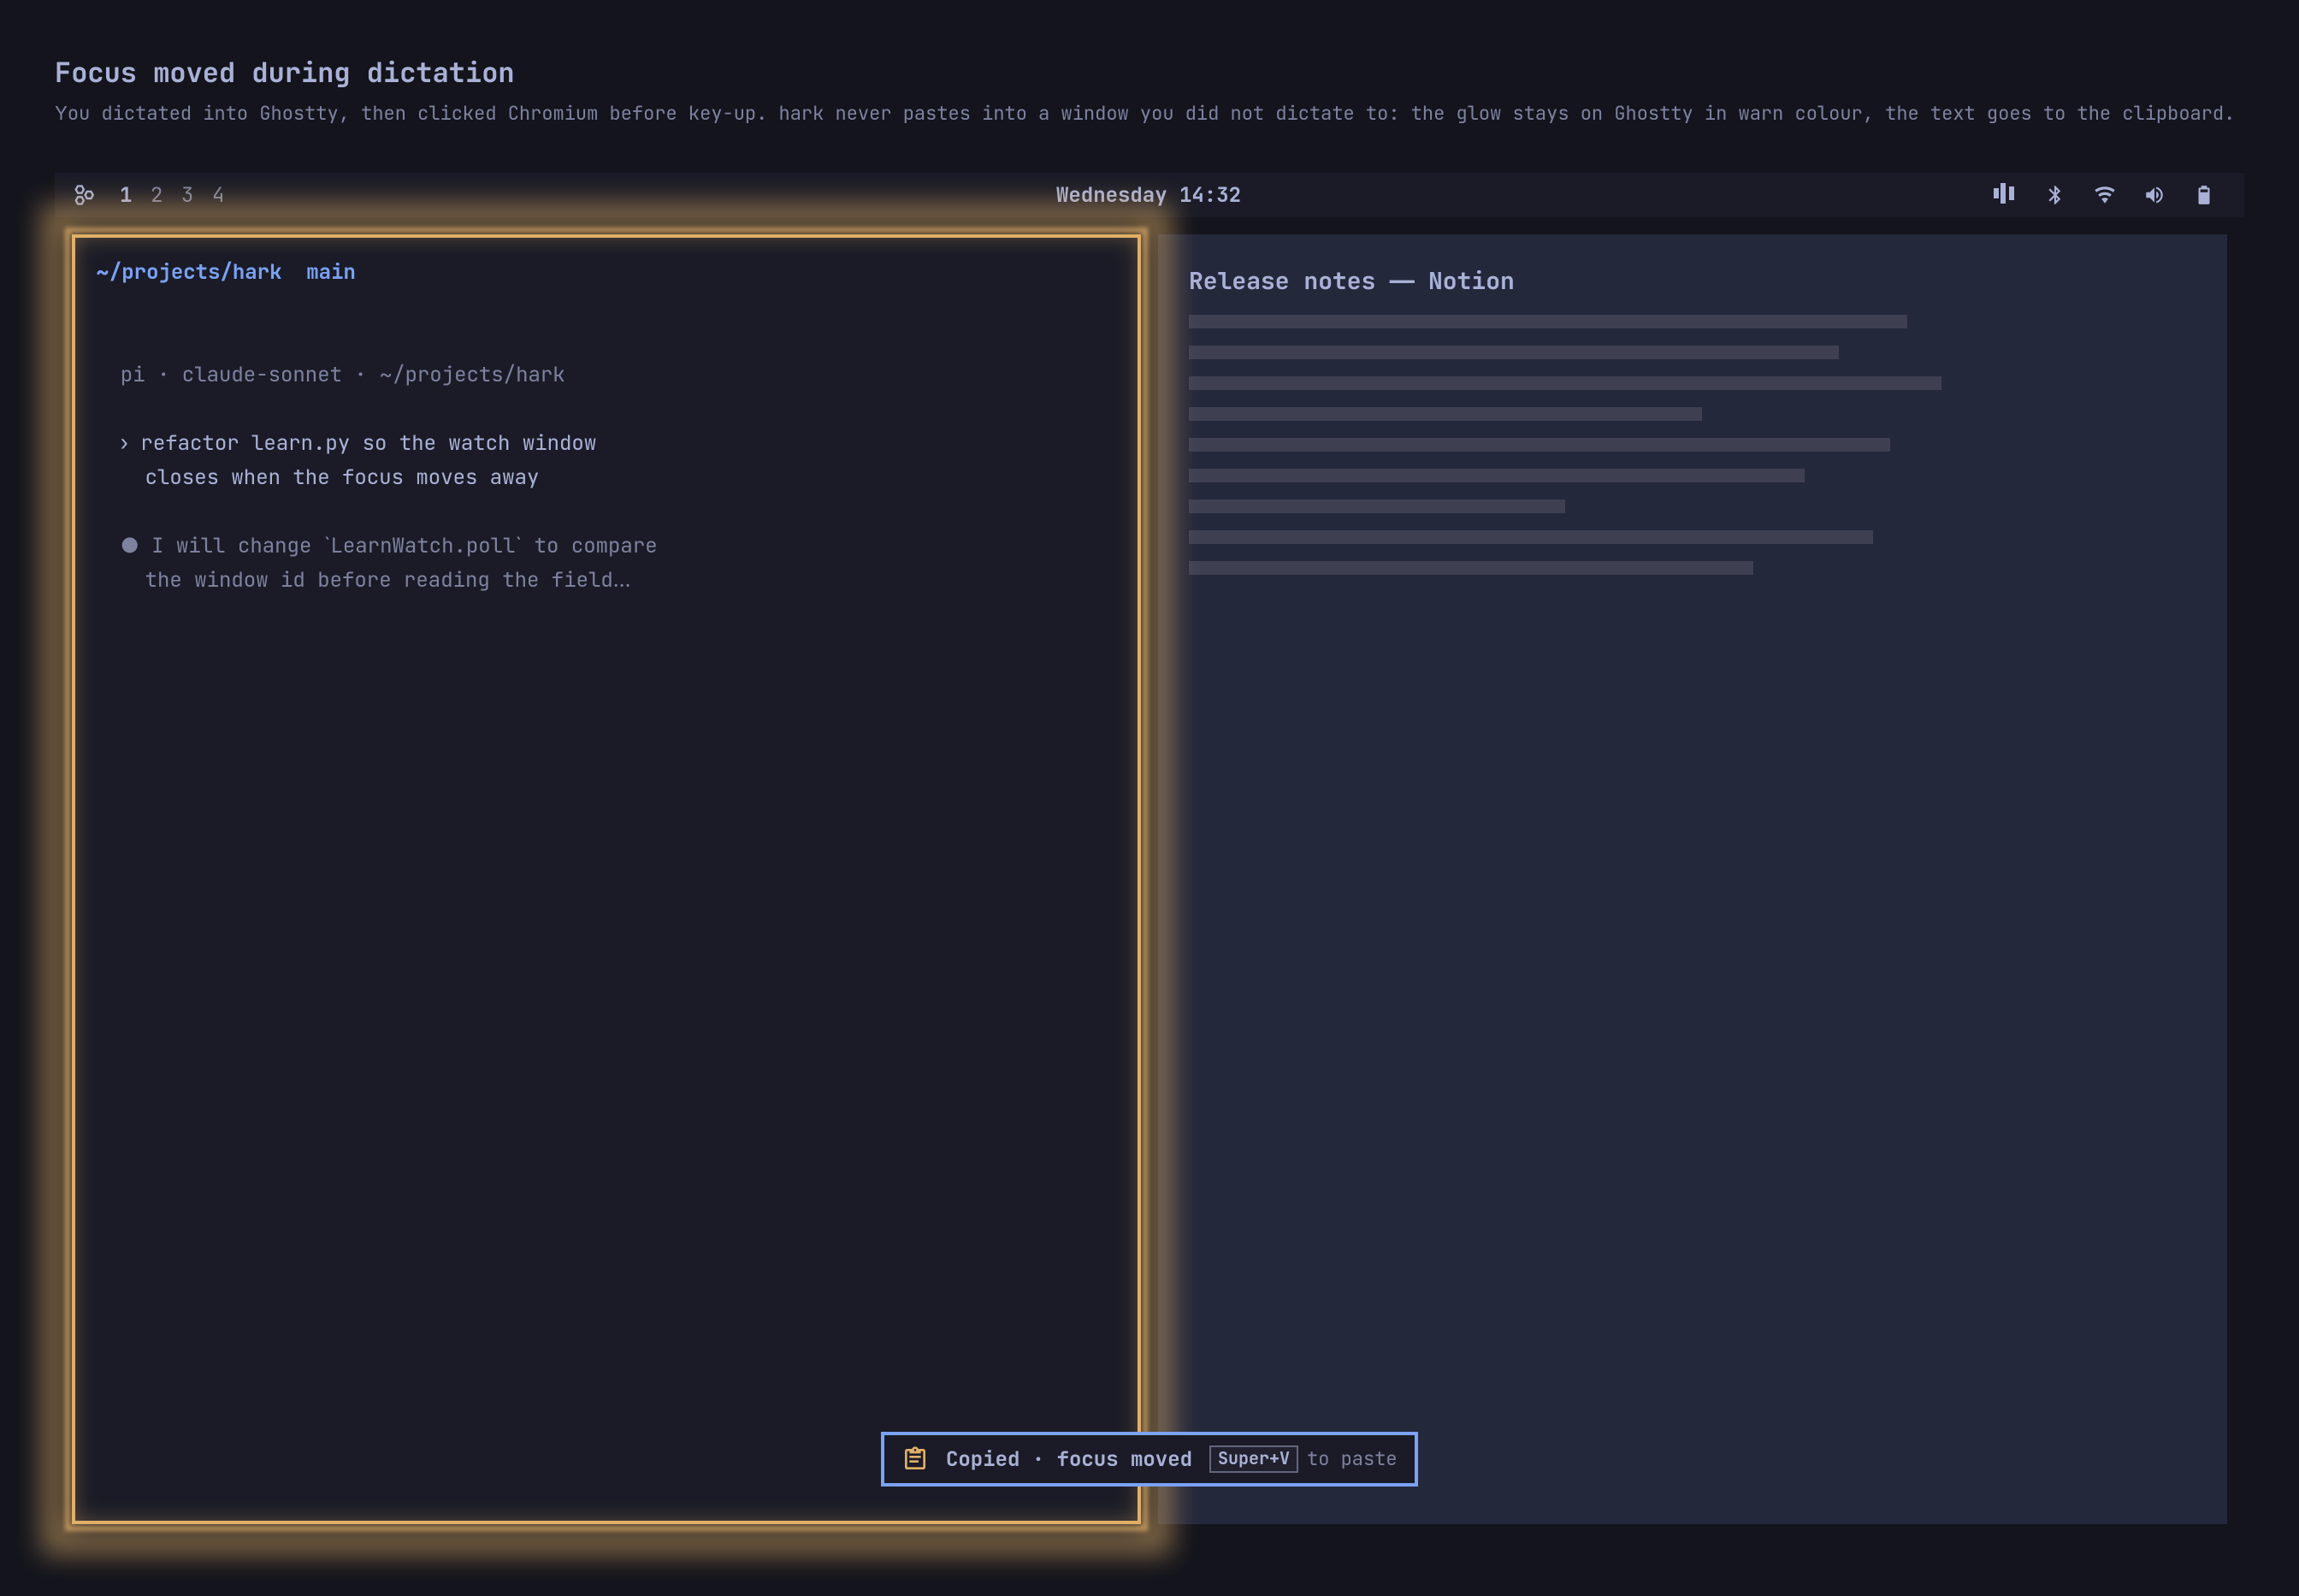 Focus moved during dictation
You dictated into Ghostty, then clicked Chromium before key-up. hark never pastes into a window you did not dictate to: the glow stays on Ghostty in warn colour, the text goes to the clipboard.
1 2 3 4
Wednesday 14:32
~/projects/hark main
pi · claude-sonnet · ~/projects/hark
› refactor learn.py so the watch window
closes when the focus moves away
● I will change `LearnWatch.poll` to compare
the window id before reading the field…
Release notes — Notion
Copied · focus moved Super+V to paste